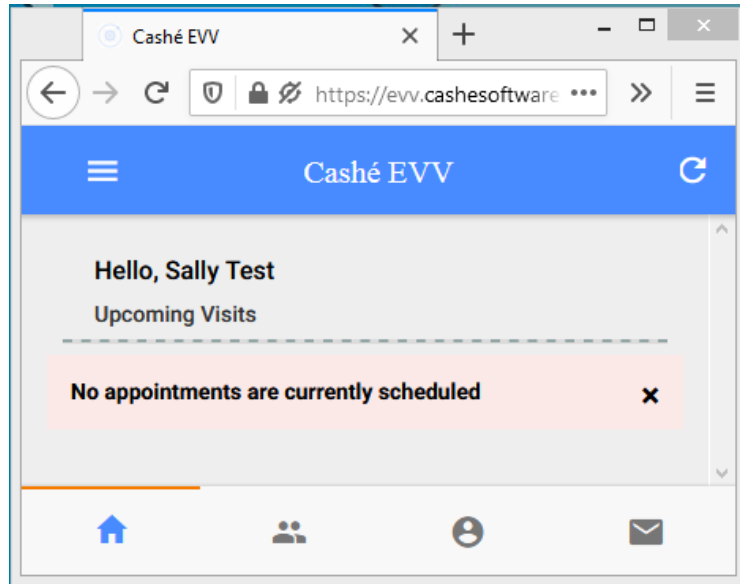 Cashé EVV
https://evv.cashesoftware
Cashé EVV
Hello, Sally Test
Upcoming Visits
No appointments are currently scheduled